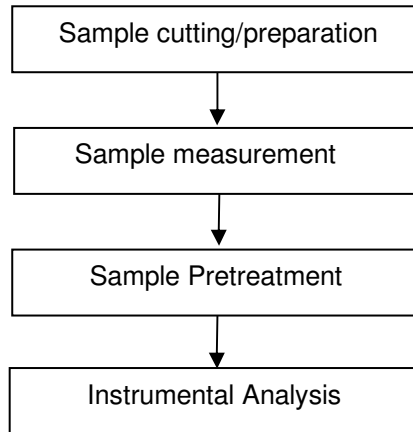 Sample cutting/preparation
Sample measurement
Sample Pretreatment
Instrumental Analysis